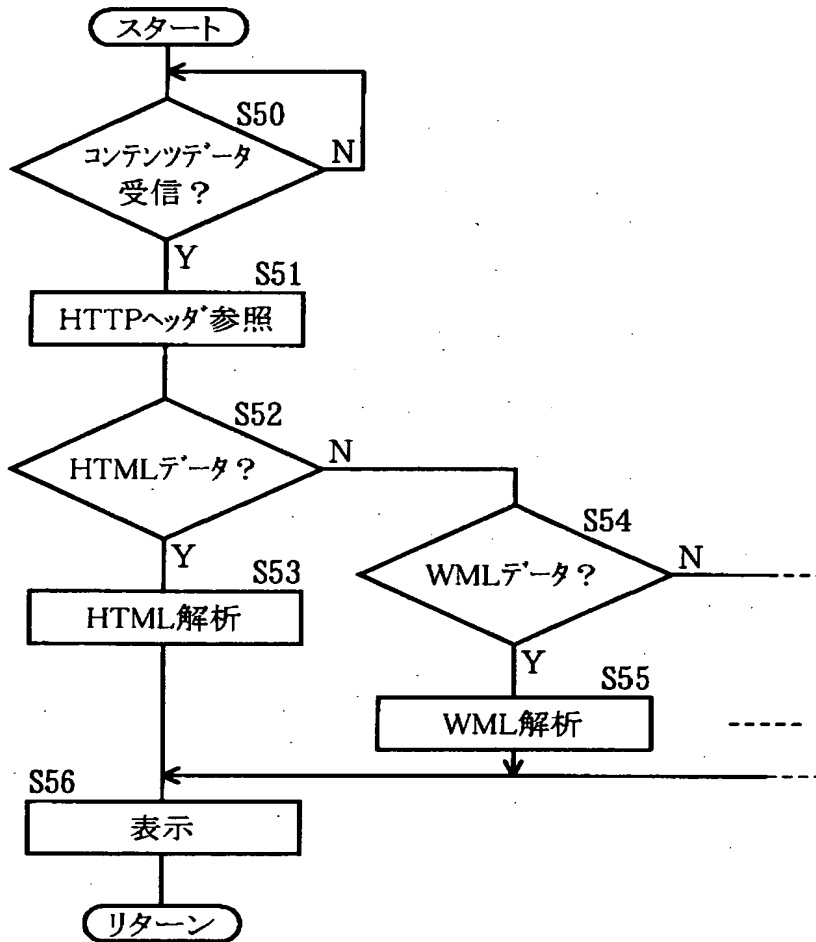 スタート
S50
コンテンツデータ
受信？
N
Y
S51
HTTPヘッダ参照
S52
HTMLデータ？
N
Y
S54
WMLデータ？
N
Y
S53
HTML解析
S55
WML解析
S56
表示
リターン